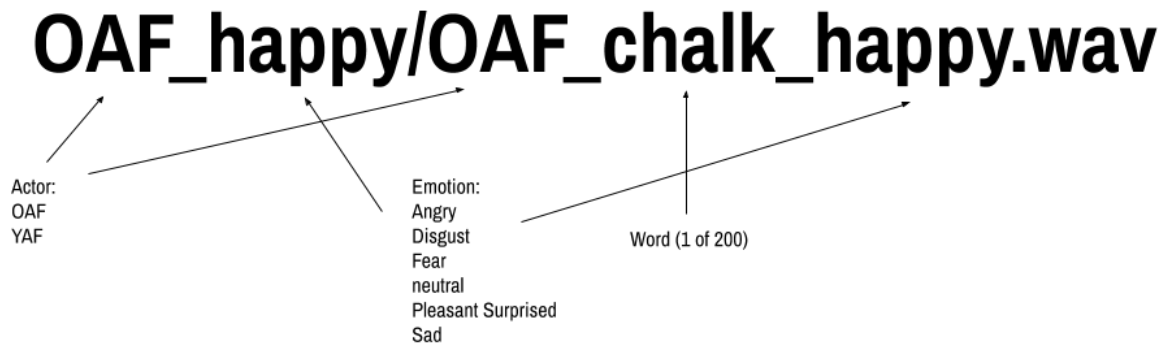 OAF_happy/OAF_chalk_happy.wav
Actor:
OAF
YAF
Emotion:
Angry
Disgust
Fear
neutral
Pleasant Surprised
Sad
Word (1 of 200)